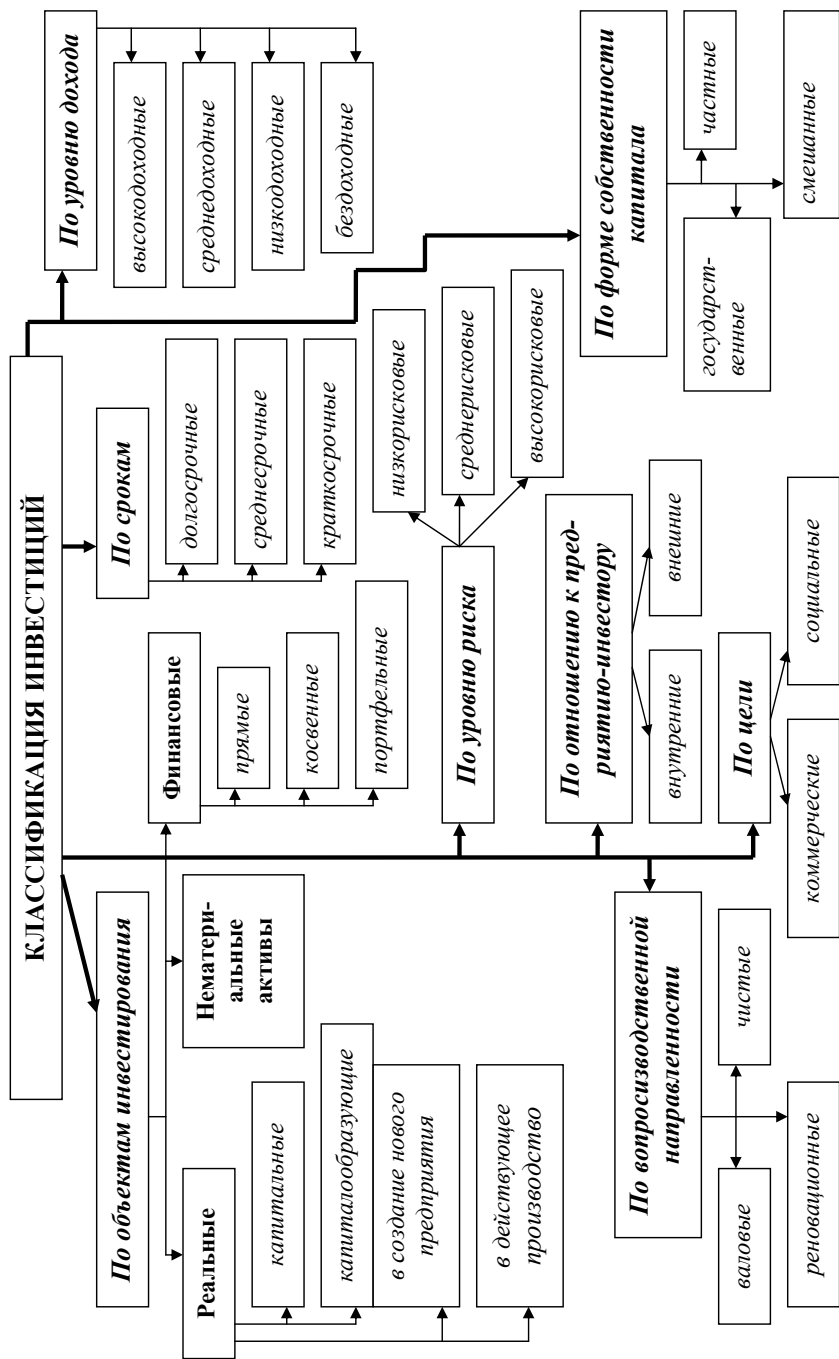 КЛАССИФИКАЦИЯ ИНВЕСТИЦИЙ
По объектам инвестирования
Реальные
капитальные
капиталообразующие
в создание нового
предприятия
в действующее
производство
Нематери-
альные
активы
Финансовые
прямые
косвенные
портфельные
По срокам
долгосрочные
среднесрочные
краткосрочные
По уровню дохода
высокодоходные
среднедоходные
низкодоходные
бездоходные
По уровню риска
низкорисковые
среднерисковые
высокорисковые
По форме собственности
капитала
государст-
венные
частные
смешанные
По отношению к пред-
риятию-инвестору
внутренние
внешние
По вопросизводственной
направленности
валовые
чистые
реновационные
По цели
коммерческие
социальные